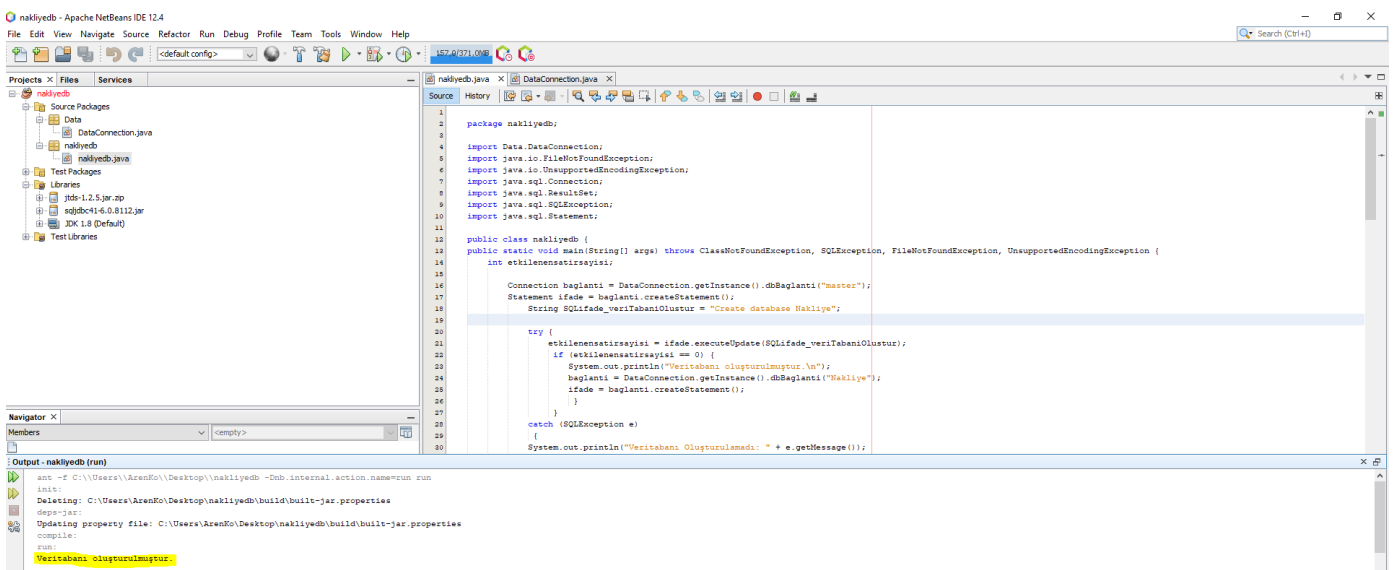 nakliyedb - Apache NetBeans IDE 12.4
File Edit View Navigate Source Refactor Run Debug Profile Team Tools Window Help
Search (Ctrl+I)
<default config>
157,0/371,0MB
Projects Files Services
nakliyedb
Source Packages
Data
DataConnection.java
nakliyedb
nakliyedb.java
Test Packages
Libraries
jtds-1.2.5.jar.zip
sqljdbc41-6.0.8112.jar
JDK 1.8 (Default)
Test Libraries
Navigator
Members
<empty>
nakliyedb.java DataConnection.java
Source History
1
2 package nakliyedb;
3
4 import Data.DataConnection;
5 import java.io.FileNotFoundException;
6 import java.io.UnsupportedEncodingException;
7 import java.sql.Connection;
8 import java.sql.ResultSet;
9 import java.sql.SQLException;
10 import java.sql.Statement;
11
12 public class nakliyedb {
13 public static void main(String[] args) throws ClassNotFoundException, SQLException, FileNotFoundException, UnsupportedEncodingException {
14 int etkilenensatirsayisi;
15
16 Connection baglanti = DataConnection.getInstance().dbBaglanti("master");
17 Statement ifade = baglanti.createStatement();
18 String SQLifade_veriTabaniOlustur = "Create database Nakliye";
19
20 try {
21 etkilenensatirsayisi = ifade.executeUpdate(SQLifade_veriTabaniOlustur);
22 if (etkilenensatirsayisi == 0) {
23 System.out.println("Veritabanı oluşturulmuştur.\n");
24 baglanti = DataConnection.getInstance().dbBaglanti("Nakliye");
25 ifade = baglanti.createStatement();
26 }
27 }
28 catch (SQLException e)
29 {
30 System.out.println("Veritabanı Oluşturulamadı: " + e.getMessage());
Output - nakliyedb (run)
ant -f C:\\Users\\ArenKo\\Desktop\\nakliyedb -Dnb.internal.action.name=run run
init:
Deleting: C:\Users\ArenKo\Desktop\nakliyedb\build\built-jar.properties
deps-jar:
Updating property file: C:\Users\ArenKo\Desktop\nakliyedb\build\built-jar.properties
compile:
run:
Veritabanı oluşturulmuştur.